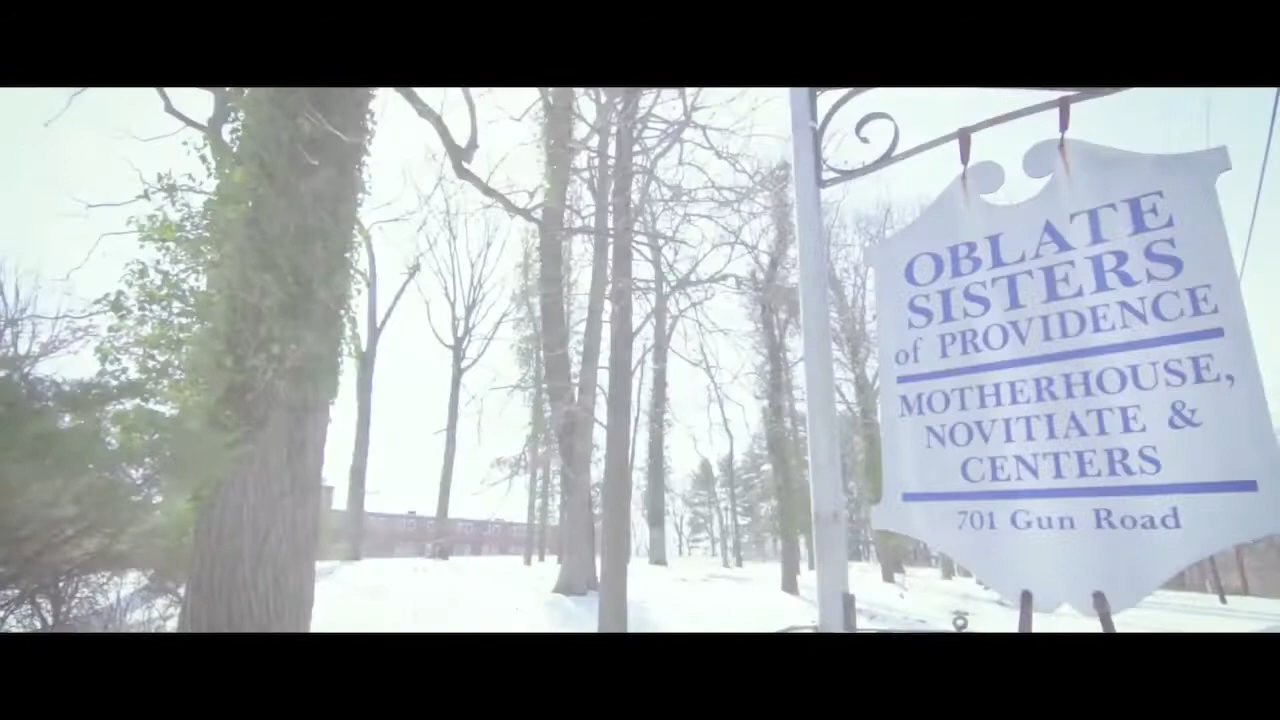 OBLATE
SISTERS
of PROVIDENCE
MOTHERHOUSE,
NOVITIATE &
CENTERS
701 Gun Road